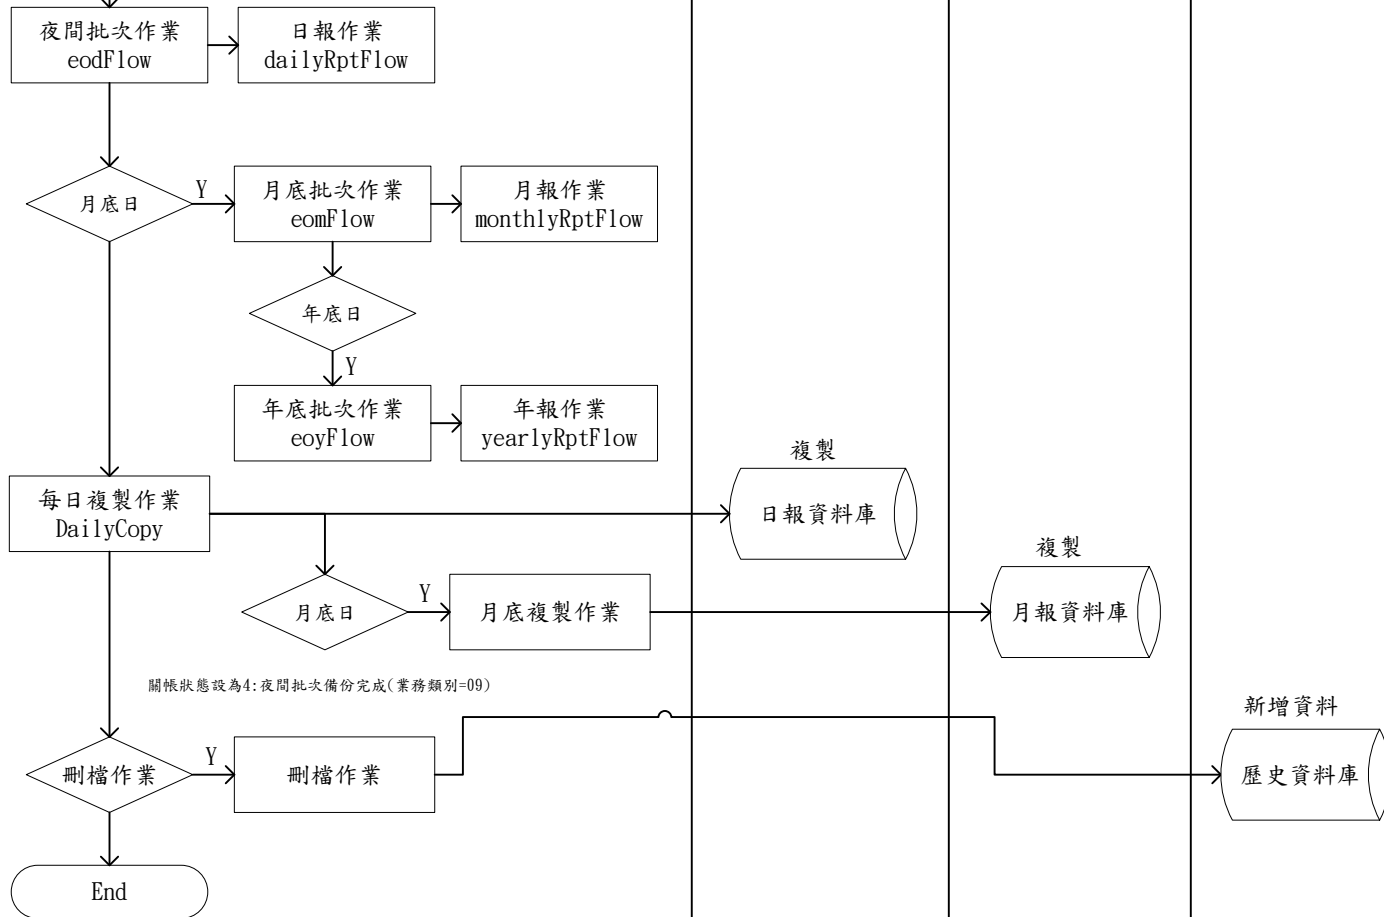 夜間批次作業
eodFlow
日報作業
dailyRptFlow
月底日
Y
月底批次作業
eomFlow
月報作業
monthlyRptFlow
年底日
Y
年底批次作業
eoyFlow
年報作業
yearlyRptFlow
每日複製作業
DailyCopy
複製
日報資料庫
月底日
Y
月底複製作業
複製
月報資料庫
關帳狀態設為4:夜間批次備份完成(業務類別=09)
刪檔作業
Y
刪檔作業
新增資料
歷史資料庫
End